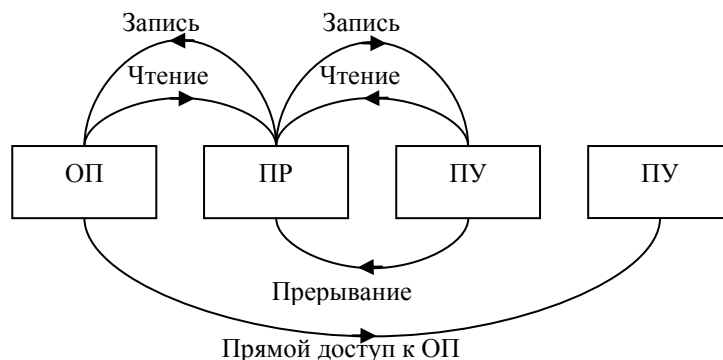 Запись Запись
Чтение Чтение
ОП ПР ПУ ПУ
Прерывание
Прямой доступ к ОП